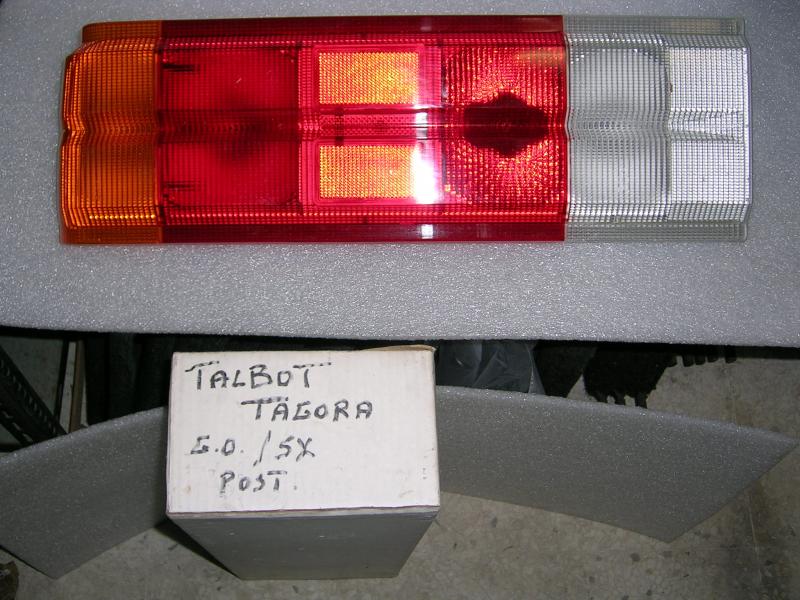 TALBOT
TAGORA
G.D. / SX
POST.